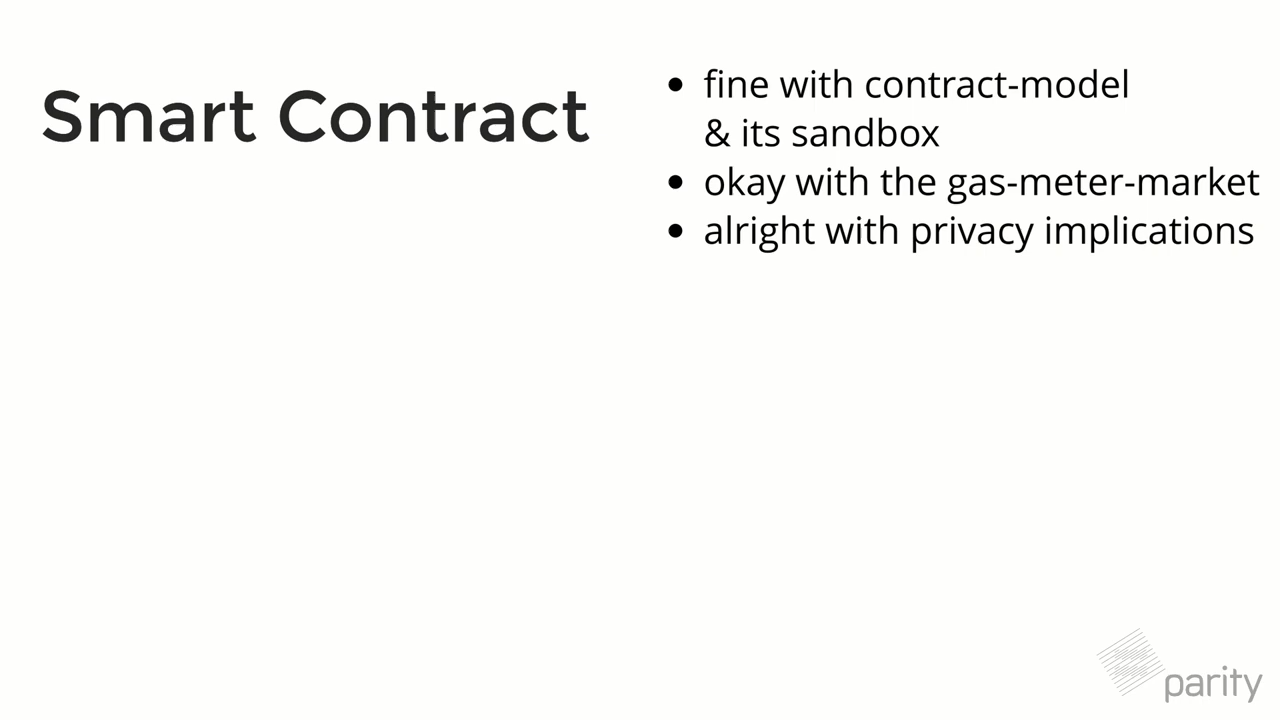 Smart Contract
• fine with contract-model
& its sandbox
• okay with the gas-meter-market
• alright with privacy implications
parity